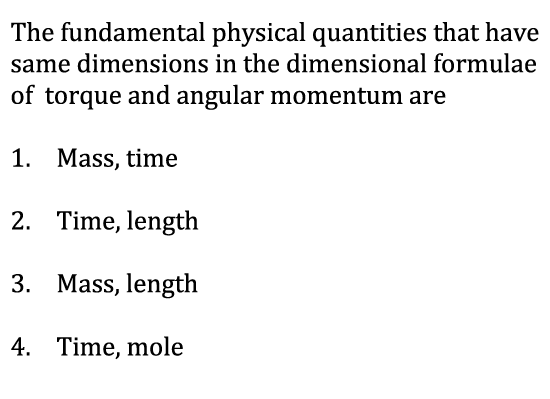 The fundamental physical quantities that have
same dimensions in the dimensional formulae
of torque and angular momentum are
1. Mass, time
2. Time, length
3. Mass, length
4. Time, mole